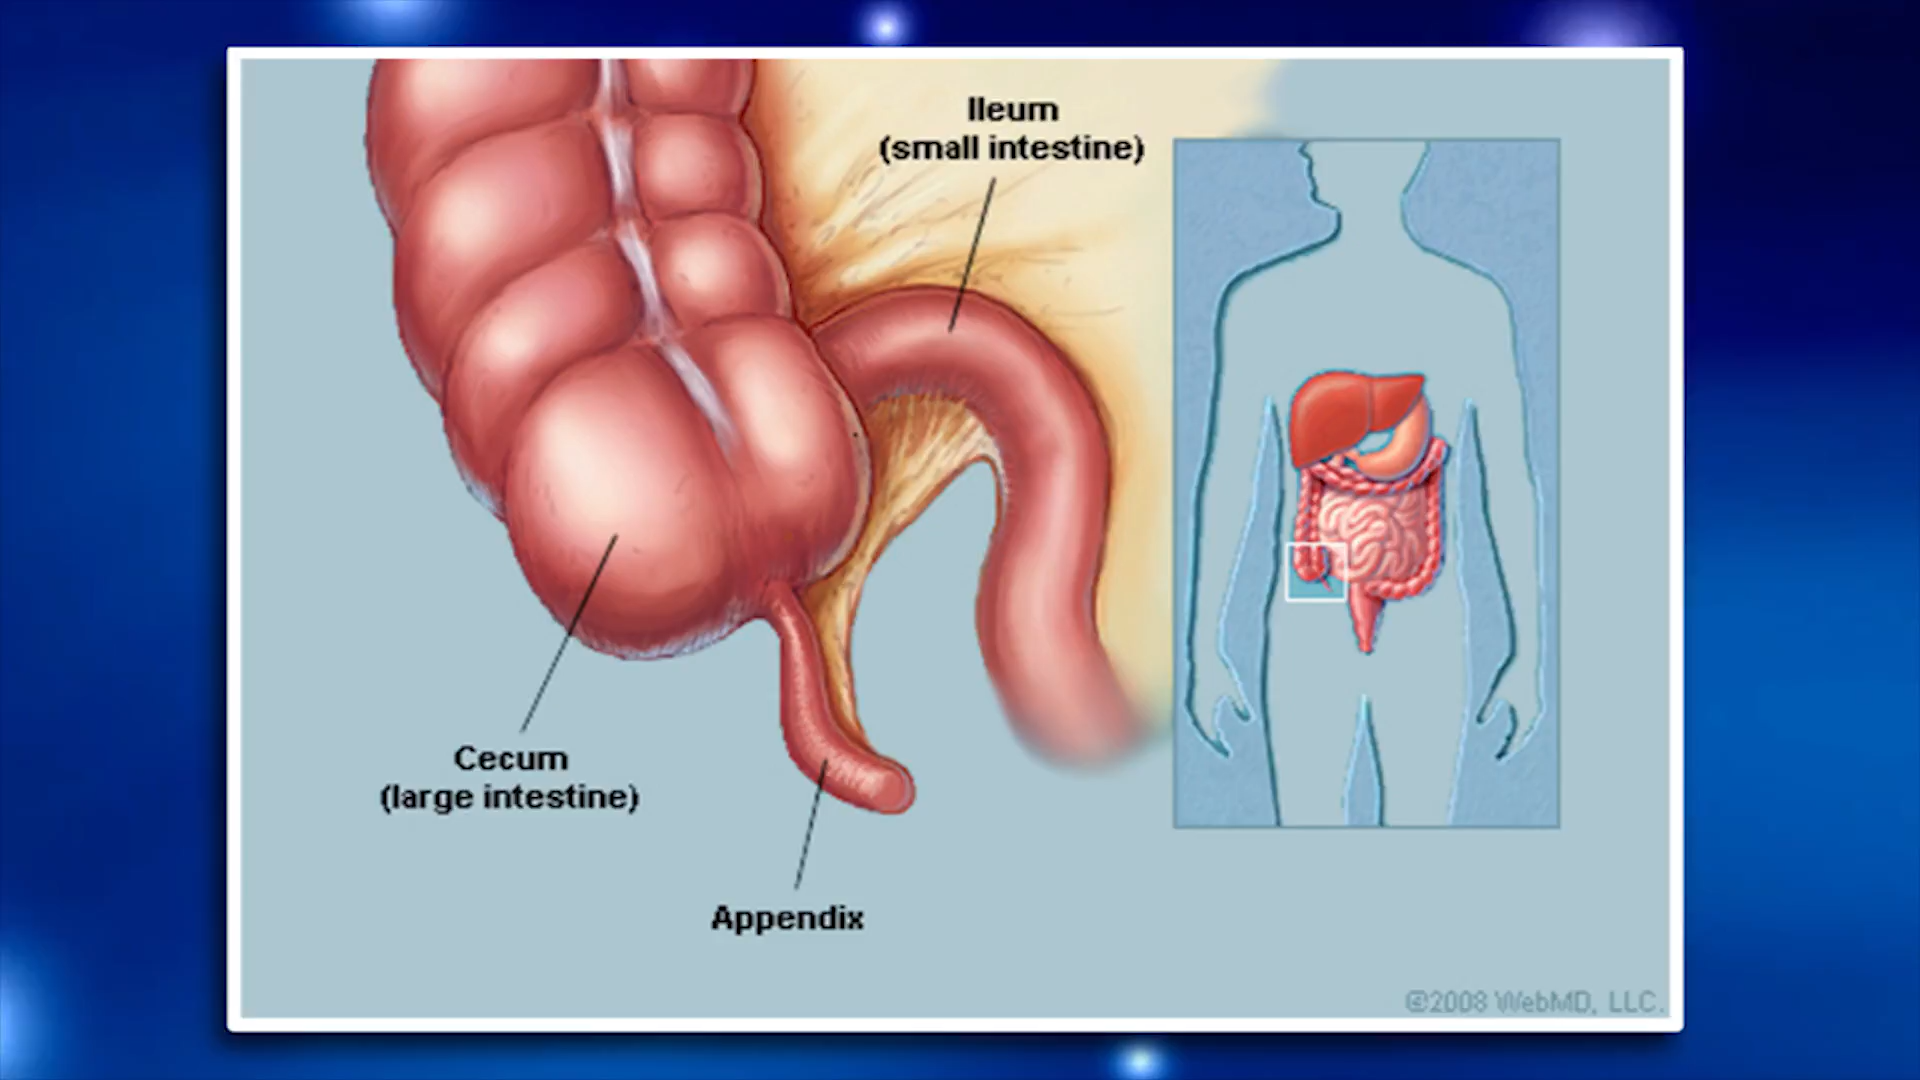 Ileum
(small intestine)
Cecum
(large intestine)
Appendix
©2008 WebMD, LLC.